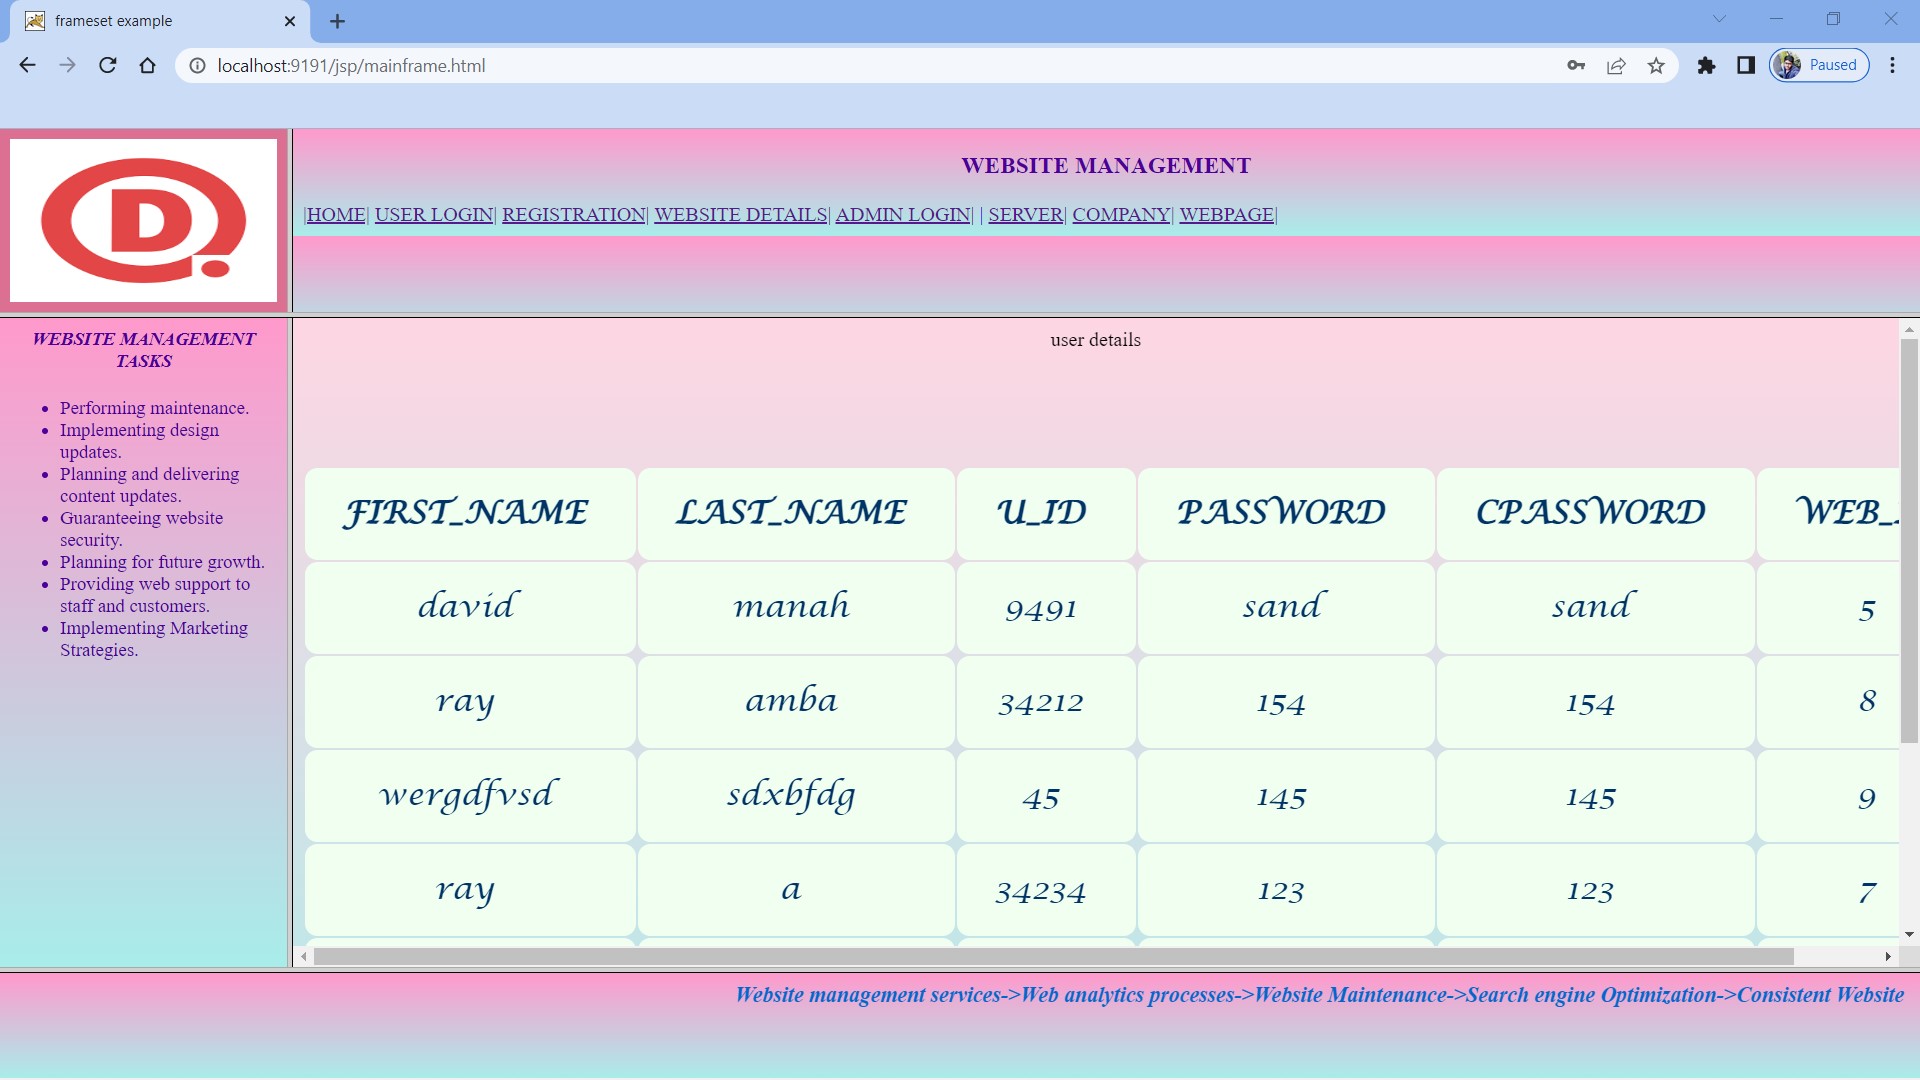 frameset example
localhost:9191/jsp/mainframe.html
Paused
D
WEBSITE MANAGEMENT
|HOME| USER LOGIN| REGISTRATION| WEBSITE DETAILS| ADMIN LOGIN| | SERVER| COMPANY| WEBPAGE|
WEBSITE MANAGEMENT
TASKS
• Performing maintenance.
• Implementing design
updates.
• Planning and delivering
content updates.
• Guaranteeing website
security.
• Planning for future growth.
• Providing web support to
staff and customers.
• Implementing Marketing
Strategies.
user details
FIRST_NAME LAST_NAME U_ID PASSWORD CPASSWORD WEB_
david manah 9491 sand sand 5
ray amba 34212 154 154 8
wergdfvsd sdxbfdg 45 145 145 9
ray a 34234 123 123 7
Website management services->Web analytics processes->Website Maintenance->Search engine Optimization->Consistent Website